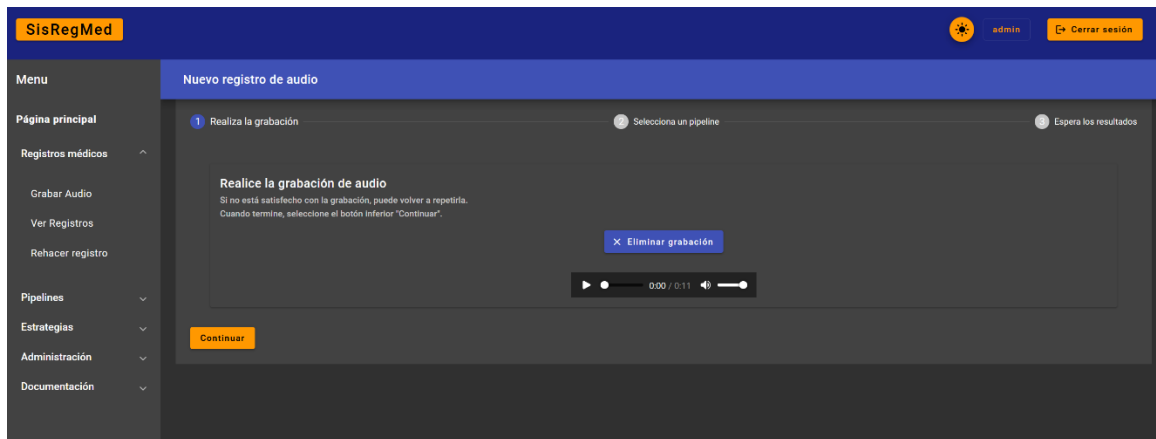 SisRegMed
admin
Cerrar sesión
Menu
Nuevo registro de audio
Página principal
1 Realiza la grabación
2 Selecciona un pipeline
3 Espera los resultados
Registros médicos
Grabar Audio
Ver Registros
Rehacer registro
Pipelines
Estrategias
Administración
Documentación
Realice la grabación de audio
Si no está satisfecho con la grabación, puede volver a repetirla.
Cuando termine, seleccione el botón inferior "Continuar".
Eliminar grabación
0:00 / 0:11
Continuar